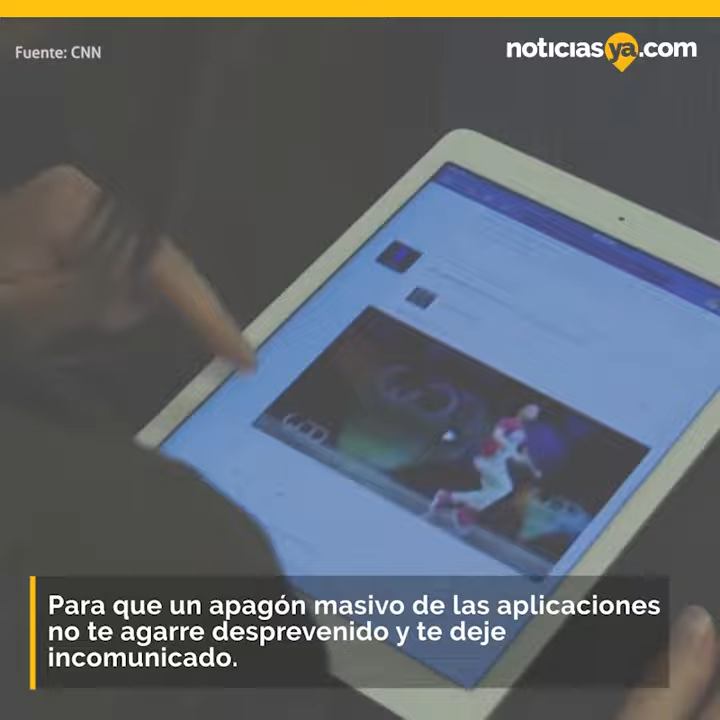 Fuente: CNN
noticiasya.com
Para que un apagón masivo de las aplicaciones
no te agarre desprevenido y te deje
incomunicado.